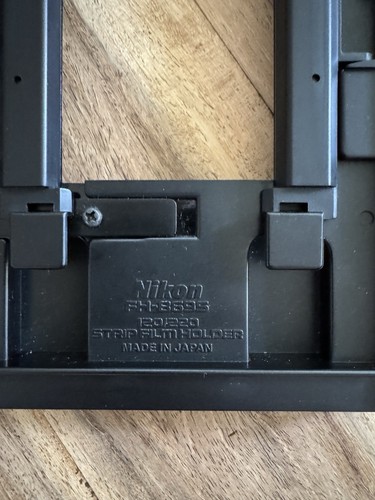 Nikon
FH-869S
120/220
STRIP FILM HOLDER
MADE IN JAPAN